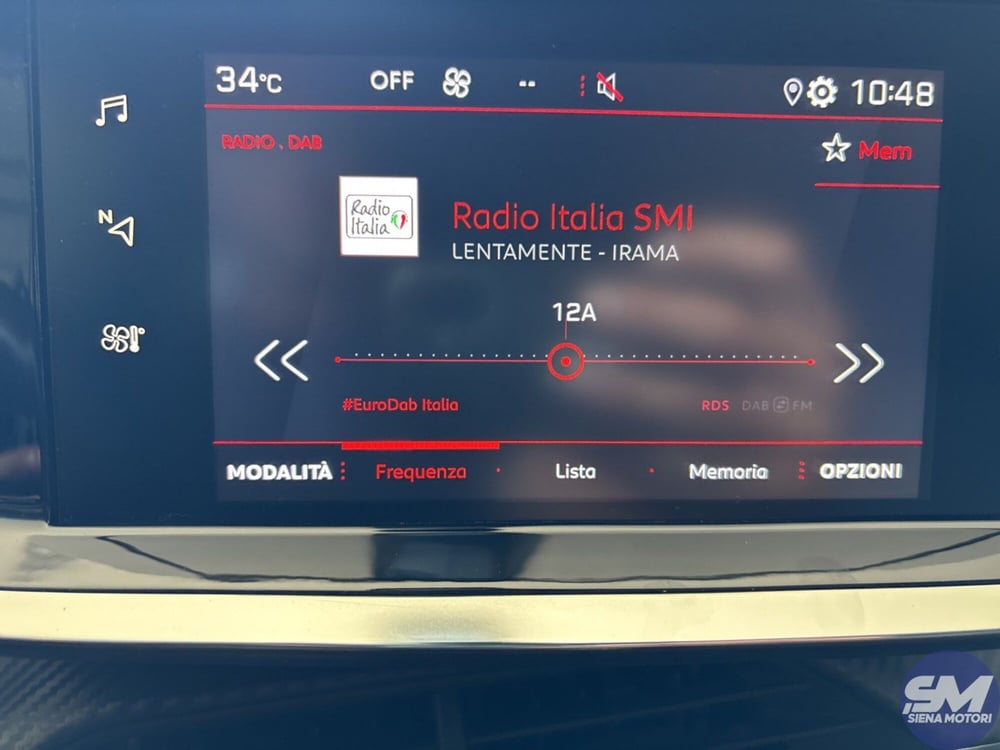 34°C OFF -- 10:48
RADIO . DAB
Mem
Radio
Italia
Radio Italia SMI
LENTAMENTE - IRAMA
12A
N
#EuroDab Italia
RDS DAB FM
MODALITÀ Frequenza Lista Memoria OPZIONI
SM
SIENA MOTORI